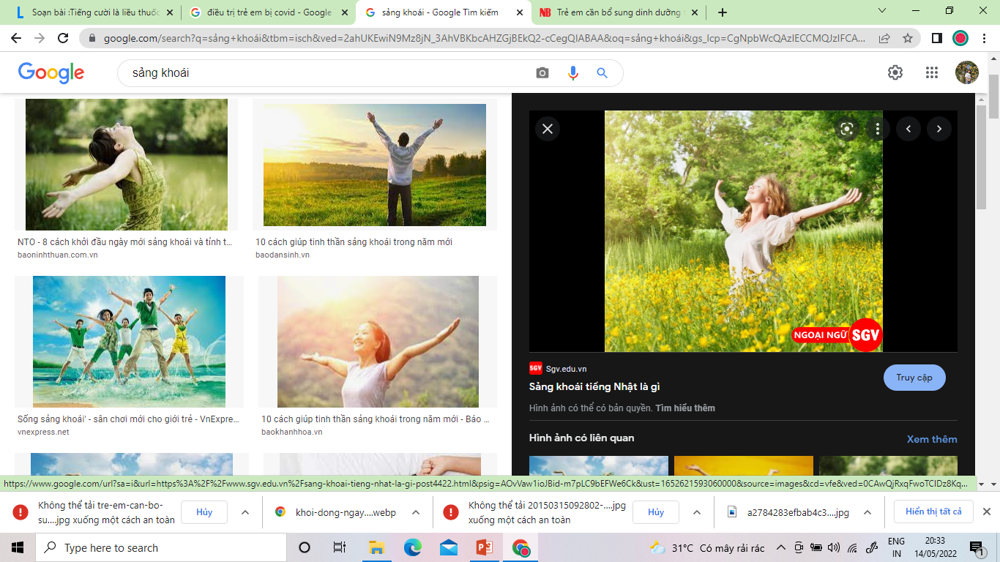 Soạn bài :Tiếng cười là liều thuốc
điều trị trẻ em bị covid - Google
sảng khoái - Google Tìm kiếm
NB Trẻ em cần bổ sung dinh dưỡng
google.com/search?q=sảng+khoái&tbm=isch&ved=2ahUKEwiN9Mz8jN_3AhVBKbcAHZGjBEkQ2-cCegQIABAA&oq=sảng+khoái&gs_lcp=CgNpbWcQAzIECCMQJzIFCA...
Google
sảng khoái
NTO - 8 cách khởi đầu ngày mới sảng khoái và tỉnh t...
baoninhthuan.com.vn
10 cách giúp tinh thần sảng khoái trong năm mới
baodansinh.vn
Sống sảng khoái' - sân chơi mới cho giới trẻ - VnExpre...
vnexpress.net
10 cách giúp tinh thần sảng khoái trong năm mới - Báo ...
baokhanhhoa.vn
NGOẠI NGỮ SGV
SGV Sgv.edu.vn
Sảng khoái tiếng Nhật là gì
Truy cập
Hình ảnh có thể có bản quyền. Tìm hiểu thêm
Hình ảnh có liên quan
Xem thêm
https://www.google.com/url?sa=i&url=https%3A%2F%2Fwww.sgv.edu.vn%2Fsang-khoai-tieng-nhat-la-gi-post4422.html&psig=AOvVaw1ioJBid-m7pLC9bEFWe6Ck&ust=1652621593060000&source=images&cd=vfe&ved=0CAwQjRxqFwoTCIDz8Kq...
Không thể tải tre-em-can-bo-
su....jpg xuống một cách an toàn
Hủy
khoi-dong-ngay....webp
Không thể tải 20150315092802-....jpg
xuống một cách an toàn
Hủy
a2784283efbab4c3....jpg
Hiển thị tất cả
Type here to search
31°C Có mây rải rác
ENG
IN
20:33
14/05/2022
1